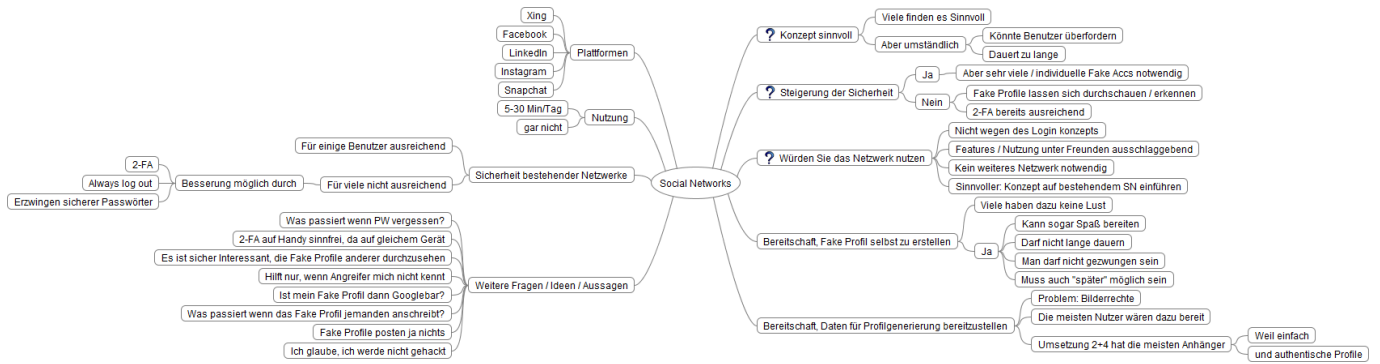 Social Networks
Plattformen
Xing
Facebook
LinkedIn
Instagram
Snapchat
Nutzung
5-30 Min/Tag
gar nicht
Sicherheit bestehender Netzwerke
Für einige Benutzer ausreichend
Für viele nicht ausreichend
Besserung möglich durch
2-FA
Always log out
Erzwingen sicherer Passwörter
Weitere Fragen / Ideen / Aussagen
Was passiert wenn PW vergessen?
2-FA auf Handy sinnfrei, da auf gleichem Gerät
Es ist sicher Interessant, die Fake Profile anderer durchzusehen
Hilft nur, wenn Angreifer mich nicht kennt
Ist mein Fake Profil dann Googlebar?
Was passiert wenn das Fake Profil jemanden anschreibt?
Fake Profile posten ja nichts
Ich glaube, ich werde nicht gehackt
? Konzept sinnvoll
Viele finden es Sinnvoll
Aber umständlich
Könnte Benutzer überfordern
Dauert zu lange
? Steigerung der Sicherheit
Ja
Aber sehr viele / individuelle Fake Accs notwendig
Nein
Fake Profile lassen sich durchschauen / erkennen
2-FA bereits ausreichend
? Würden Sie das Netzwerk nutzen
Nicht wegen des Login konzepts
Features / Nutzung unter Freunden ausschlaggebend
Kein weiteres Netzwerk notwendig
Sinnvoller: Konzept auf bestehendem SN einführen
Bereitschaft, Fake Profil selbst zu erstellen
Viele haben dazu keine Lust
Ja
Kann sogar Spaß bereiten
Darf nicht lange dauern
Man darf nicht gezwungen sein
Muss auch "später" möglich sein
Bereitschaft, Daten für Profilgenerierung bereitzustellen
Problem: Bilderrechte
Die meisten Nutzer wären dazu bereit
Umsetzung 2+4 hat die meisten Anhänger
Weil einfach
und authentische Profile